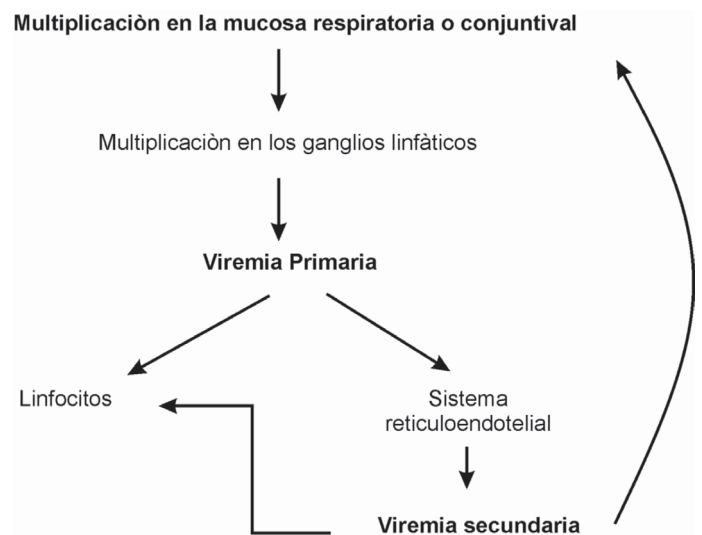 Multiplicaciòn en la mucosa respiratoria o conjuntival
Multiplicaciòn en los ganglios linfàticos
Viremia Primaria
Linfocitos
Sistema
reticuloendotelial
Viremia secundaria